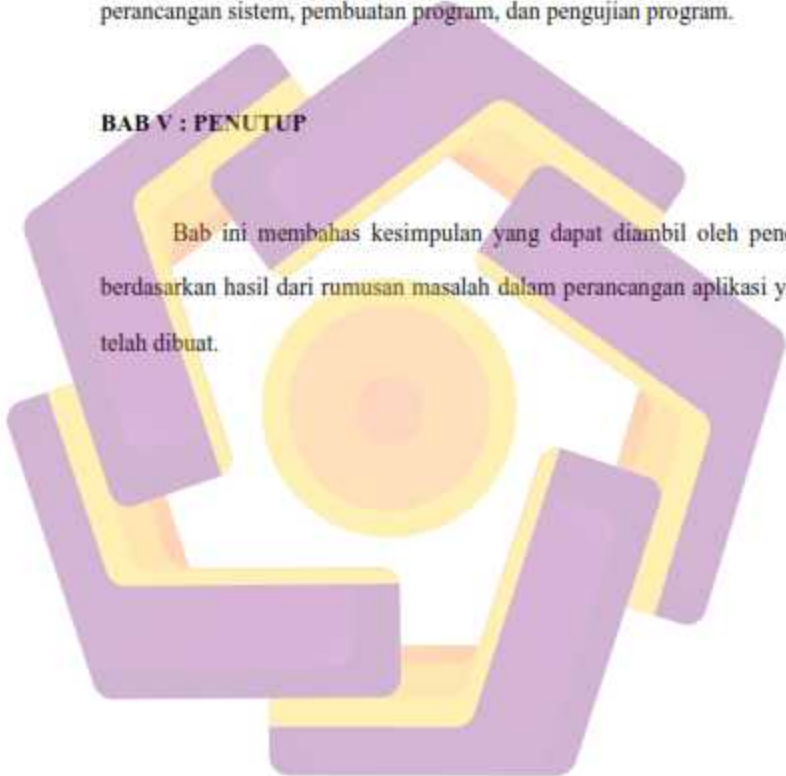 perancangan sistem, pembuatan program, dan pengujian program.
BAB V : PENUTUP
Bab ini membahas kesimpulan yang dapat diambil oleh
berdasarkan hasil dari rumusan masalah dalam perancangan aplikasi
telah dibuat.